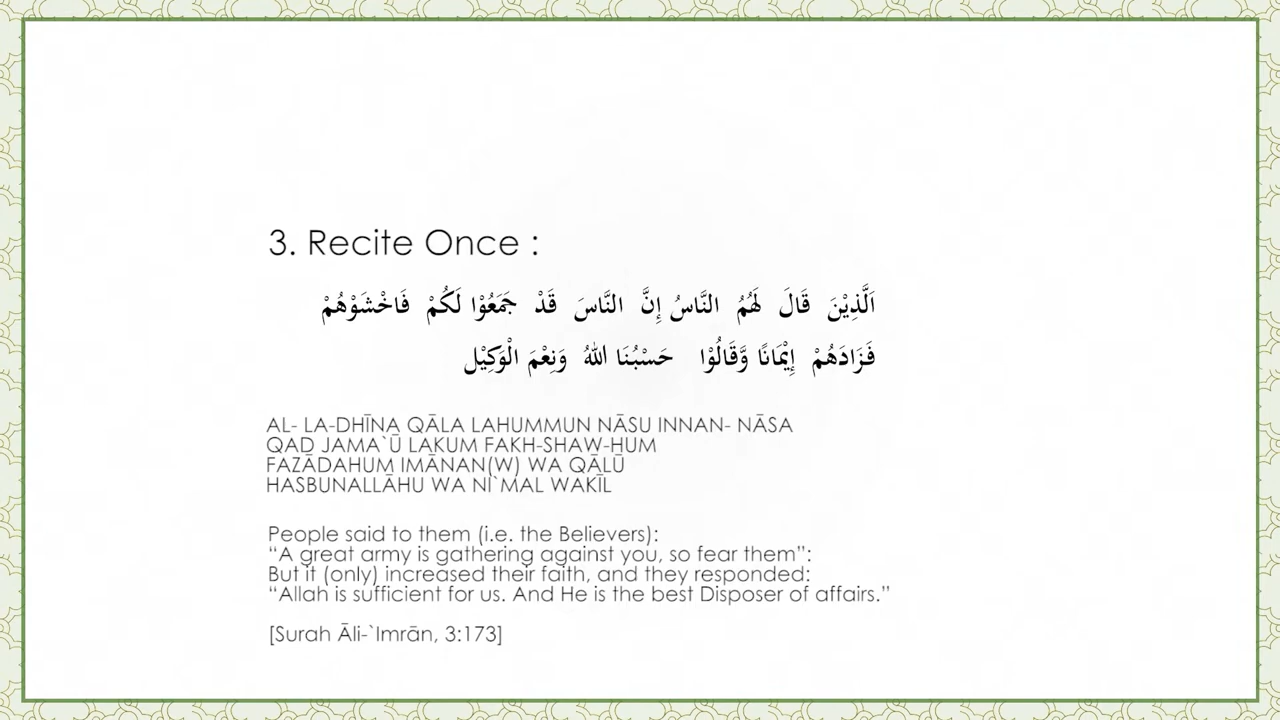 3. Recite Once :
اَلَّذِيْنَ قَالَ لَهُمُ النَّاسُ إِنَّ النَّاسَ قَدْ جَمَعُوْا لَكُمْ فَاخْشَوْهُمْ
فَزَادَهُمْ إِيْمَانًا وَّقَالُوْا حَسْبُنَا اللهُ وَنِعْمَ الْوَكِيْل
AL- LA-DHĪNA QĀLA LAHUMMUN NĀSU INNAN- NĀSA
QAD JAMA`Ū LAKUM FAKH-SHAW-HUM
FAZĀDAHUM IMĀNAN(W) WA QĀLŪ
HASBUNALLĀHU WA NI`MAL WAKĪL
People said to them (i.e. the Believers):
“A great army is gathering against you, so fear them”:
But it (only) increased their faith, and they responded:
“Allah is sufficient for us. And He is the best Disposer of affairs.”
[Surah Āli-`Imrān, 3:173]